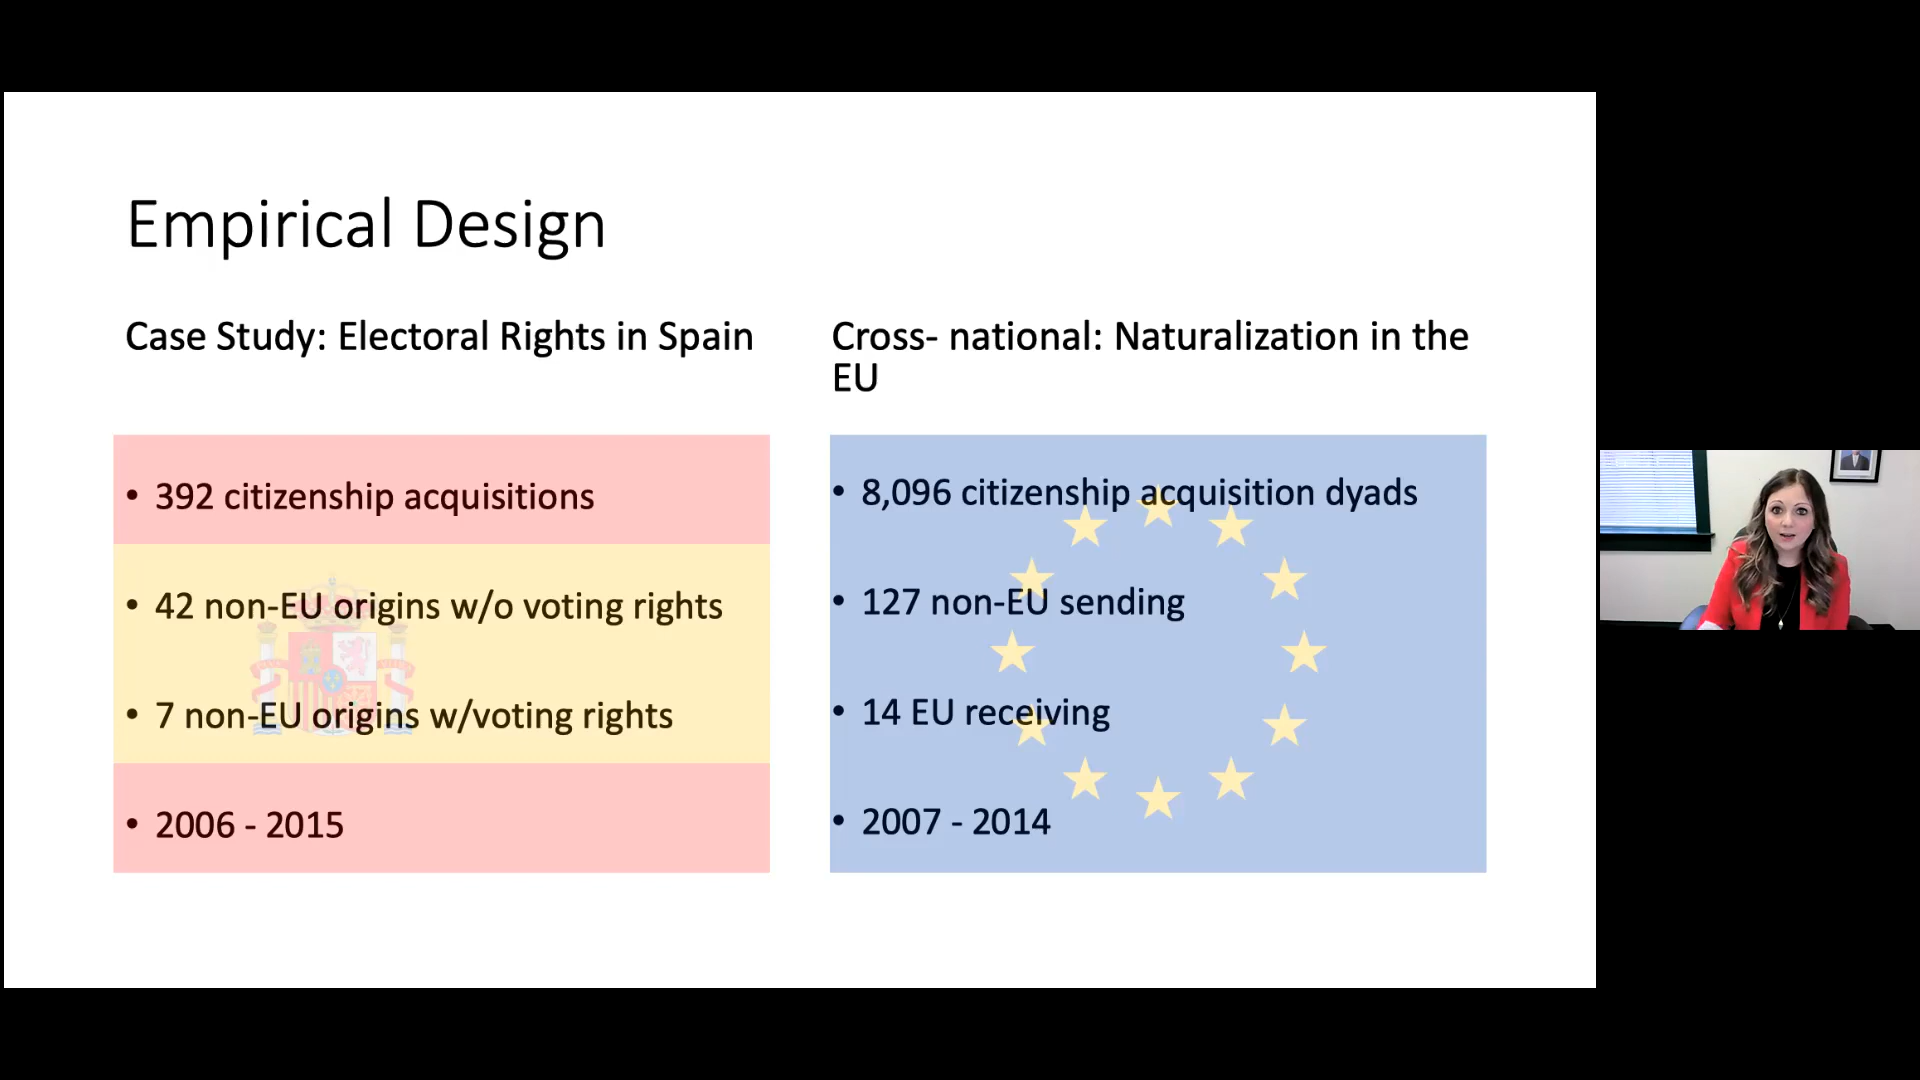 Empirical Design
Case Study: Electoral Rights in Spain
• 392 citizenship acquisitions
• 42 non-EU origins w/o voting rights
• 7 non-EU origins w/voting rights
• 2006 - 2015
Cross- national: Naturalization in the
EU
• 8,096 citizenship acquisition dyads
• 127 non-EU sending
• 14 EU receiving
• 2007 - 2014